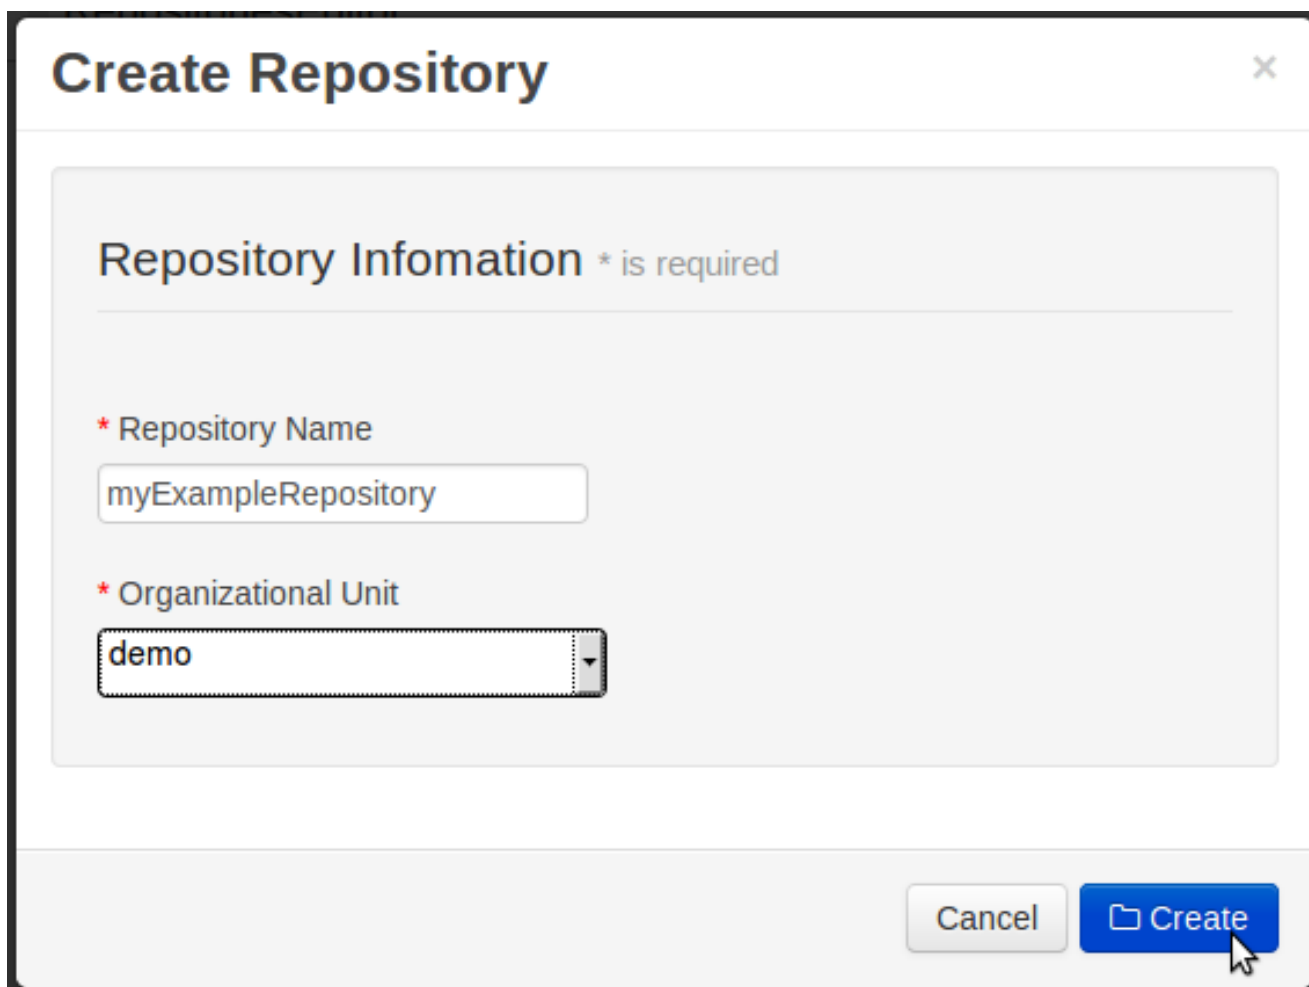 Create Repository ×
Repository Infomation * is required
* Repository Name
myExampleRepository
* Organizational Unit
demo
Cancel Create